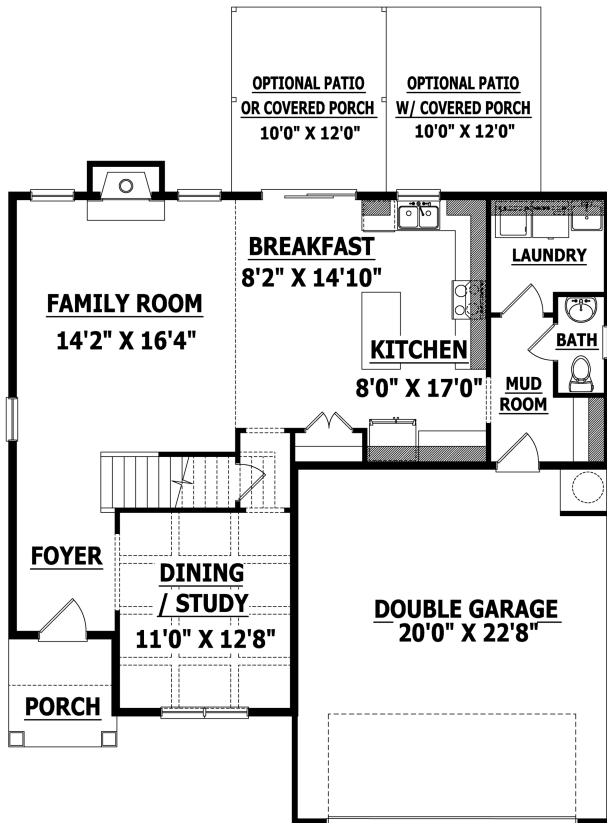 OPTIONAL PATIO
OR COVERED PORCH
10'0" X 12'0"
OPTIONAL PATIO
W/ COVERED PORCH
10'0" X 12'0"
BREAKFAST
8'2" X 14'10"
LAUNDRY
FAMILY ROOM
14'2" X 16'4"
KITCHEN
8'0" X 17'0"
BATH
MUD
ROOM
FOYER
DINING
/ STUDY
11'0" X 12'8"
DOUBLE GARAGE
20'0" X 22'8"
PORCH